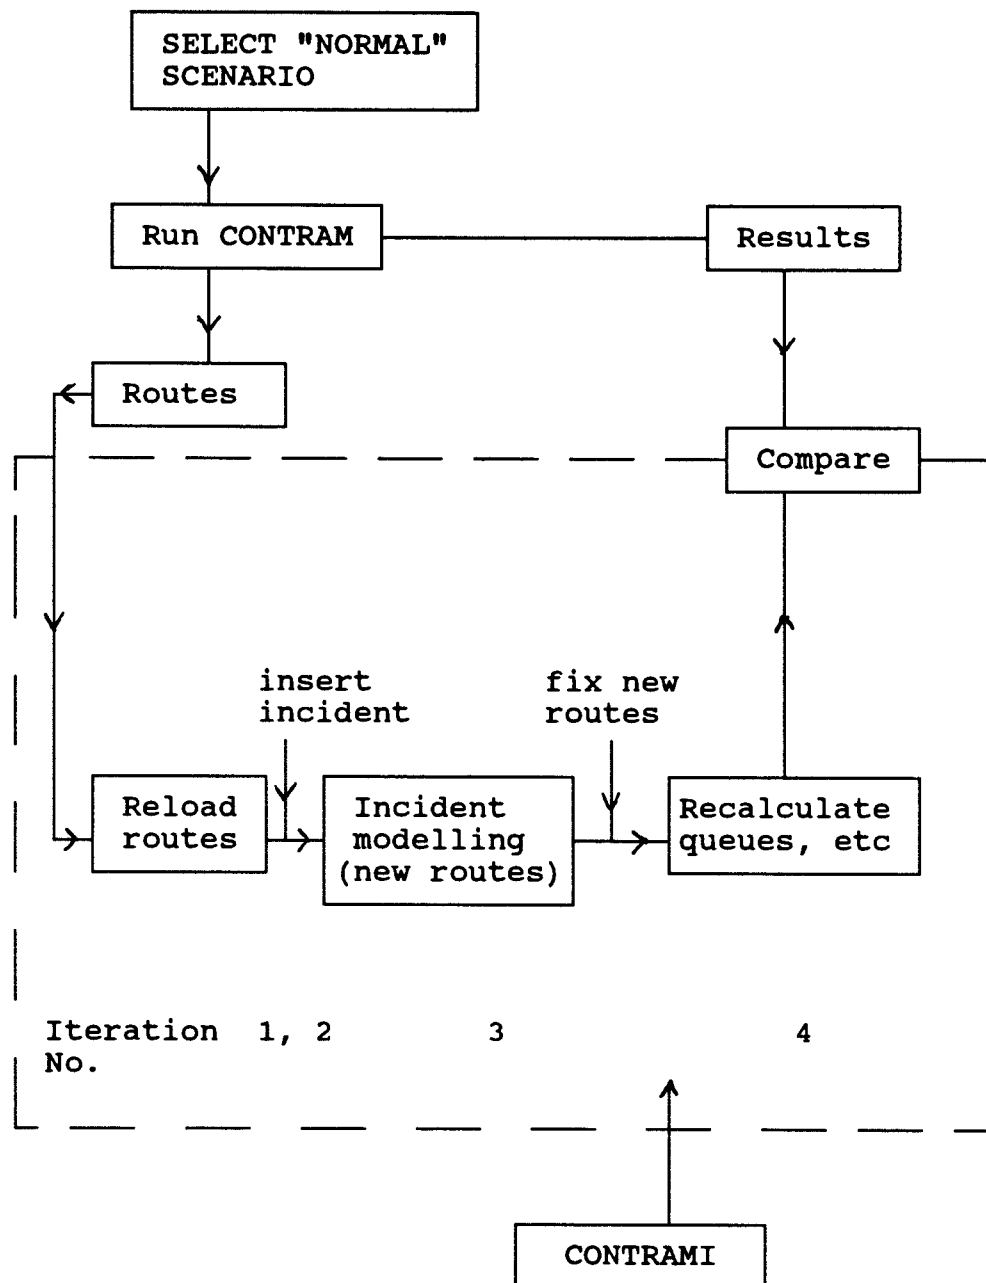 SELECT "NORMAL"
SCENARIO
Run CONTRAM
Results
Routes
Compare
insert
incident
fix new
routes
Reload
routes
Incident
modelling
(new routes)
Recalculate
queues, etc
Iteration 1, 2 3 4
No.
CONTRAMI